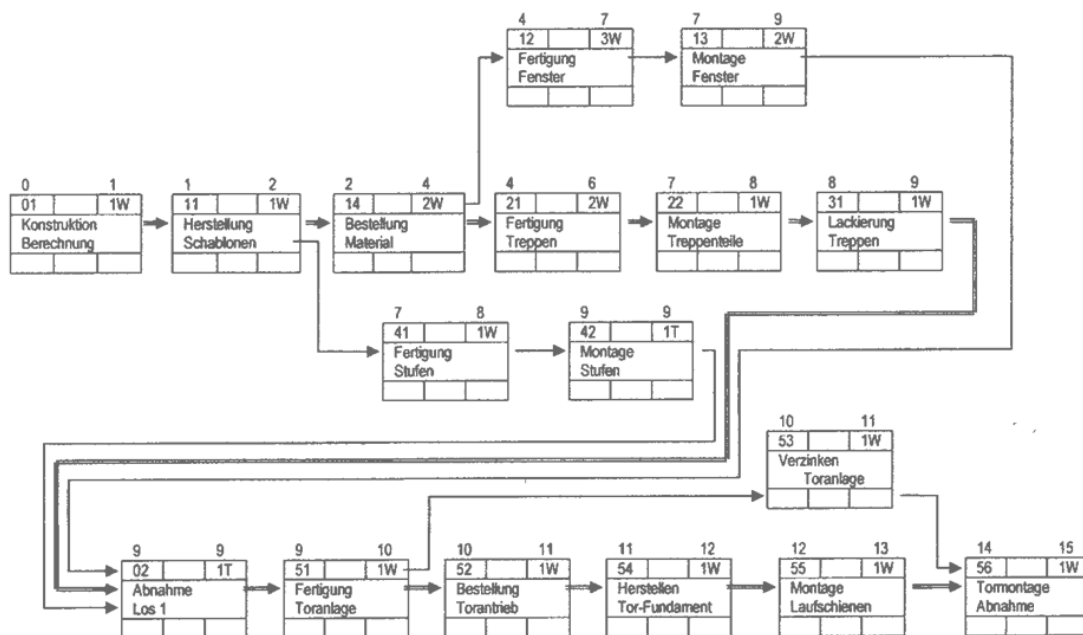 4 7
12 3W
Fertigung
Fenster
7 9
13 2W
Montage
Fenster
0 1
01 1W
Konstruktion
Berechnung
1 2
11 1W
Herstellung
Schablonen
2 4
14 2W
Bestellung
Material
4 6
21 2W
Fertigung
Treppen
7 8
22 1W
Montage
Treppenteile
8 9
31 1W
Lackierung
Treppen
7 8
41 1W
Fertigung
Stufen
9 9
42 1T
Montage
Stufen
10 11
53 1W
Verzinken
Toranlage
9 9
02 1T
Abnahme
Los 1
9 10
51 1W
Fertigung
Toranlage
10 11
52 1W
Bestellung
Torantrieb
11 12
54 1W
Herstellen
Tor-Fundament
12 13
55 1W
Montage
Laufschienen
14 15
56 1W
Tormontage
Abnahme